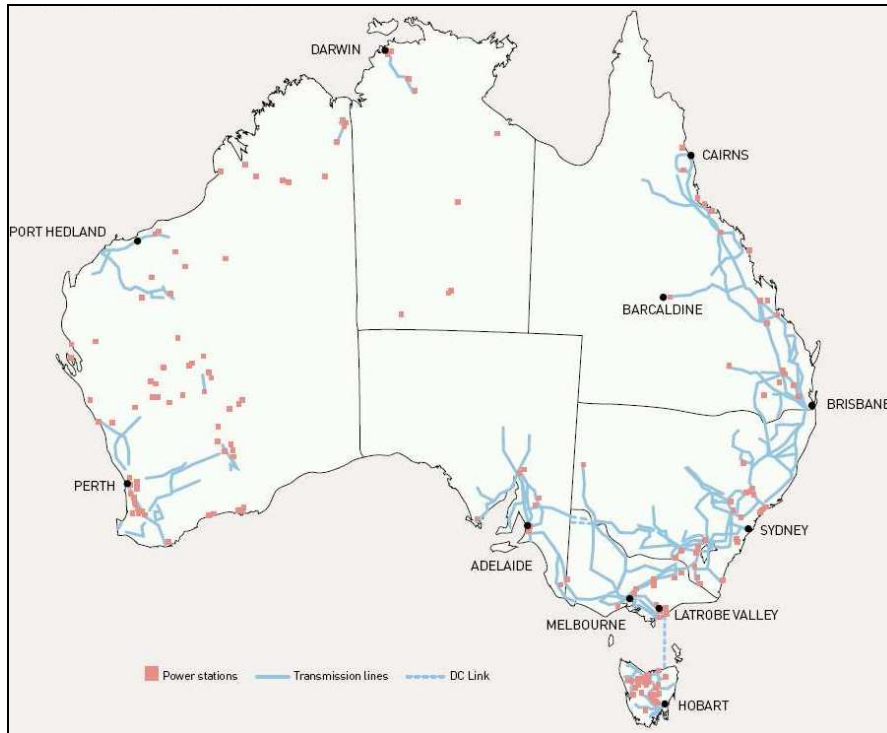 DARWIN
CAIRNS
PORT HEDLAND
BARCALDINE
BRISBANE
PERTH
SYDNEY
ADELAIDE
MELBOURNE
LATROBE VALLEY
Power stations
Transmission lines
DC Link
HOBART